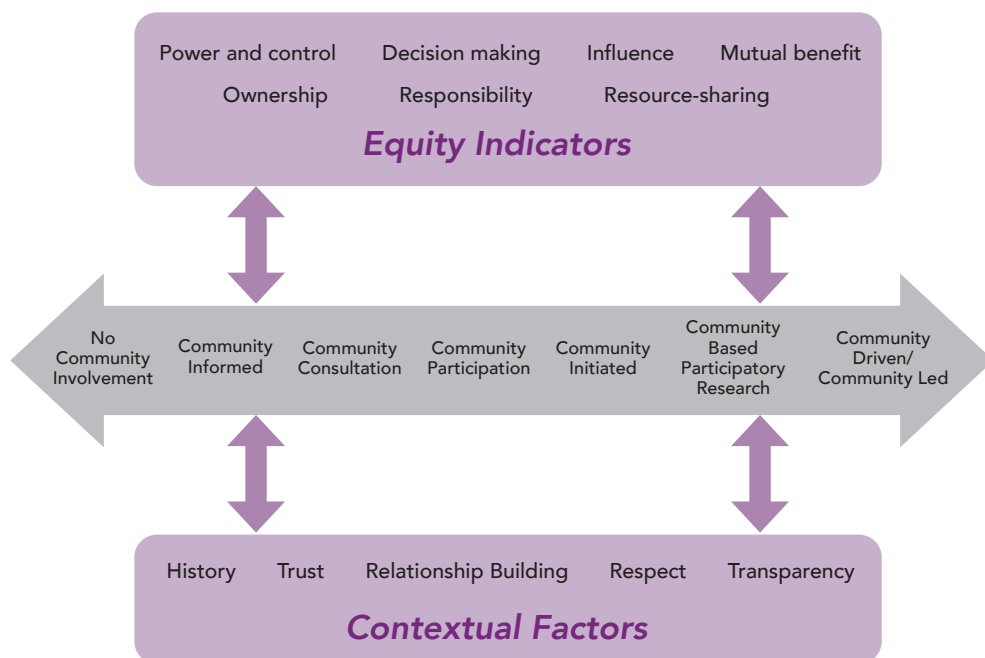 Power and control Decision making Influence Mutual benefit
Ownership Responsibility Resource-sharing
Equity Indicators
No
Community
Involvement
Community
Informed
Community
Consultation
Community
Participation
Community
Initiated
Community
Based
Participatory
Research
Community
Driven/
Community Led
History Trust Relationship Building Respect Transparency
Contextual Factors